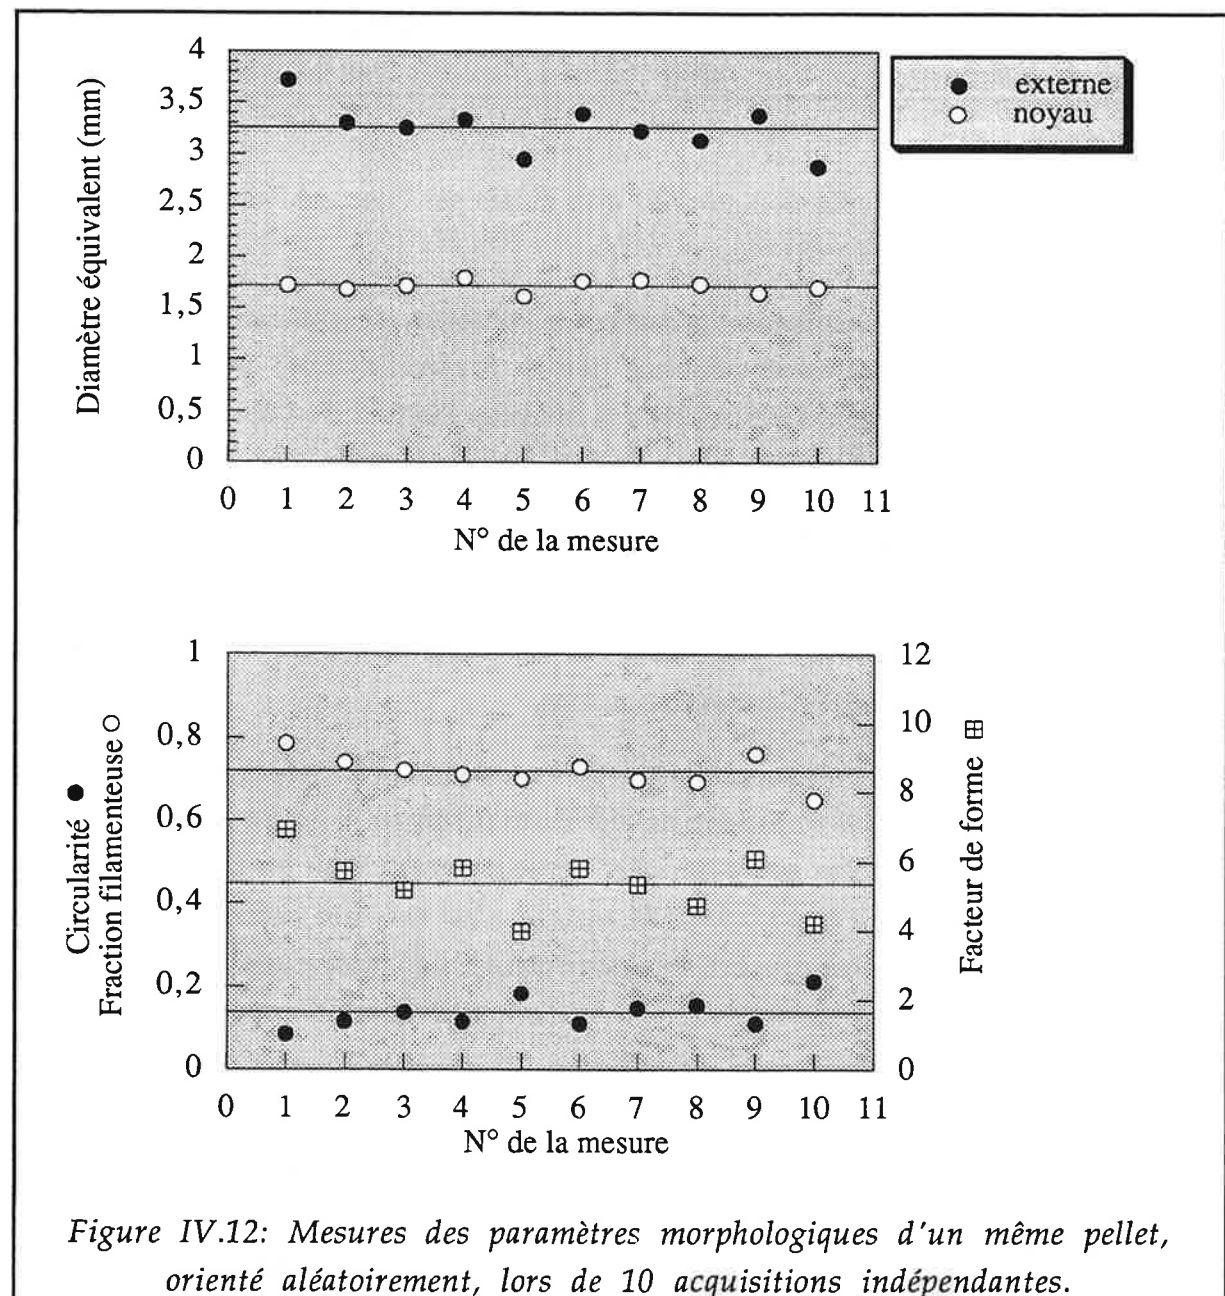 4
3,5
3
2,5
2
1,5
1
0,5
0
Diamètre équivalent (mm)
0 1 2 3 4 5 6 7 8 9 10 11
N° de la mesure
externe
noyau
1
0,8
0,6
0,4
0,2
0
Circularité
Fraction filamenteuse
12
10
8
6
4
2
0
Facteur de forme
0 1 2 3 4 5 6 7 8 9 10 11
N° de la mesure
Figure IV.12: Mesures des paramètres morphologiques d'un même pellet,
orienté aléatoirement, lors de 10 acquisitions indépendantes.